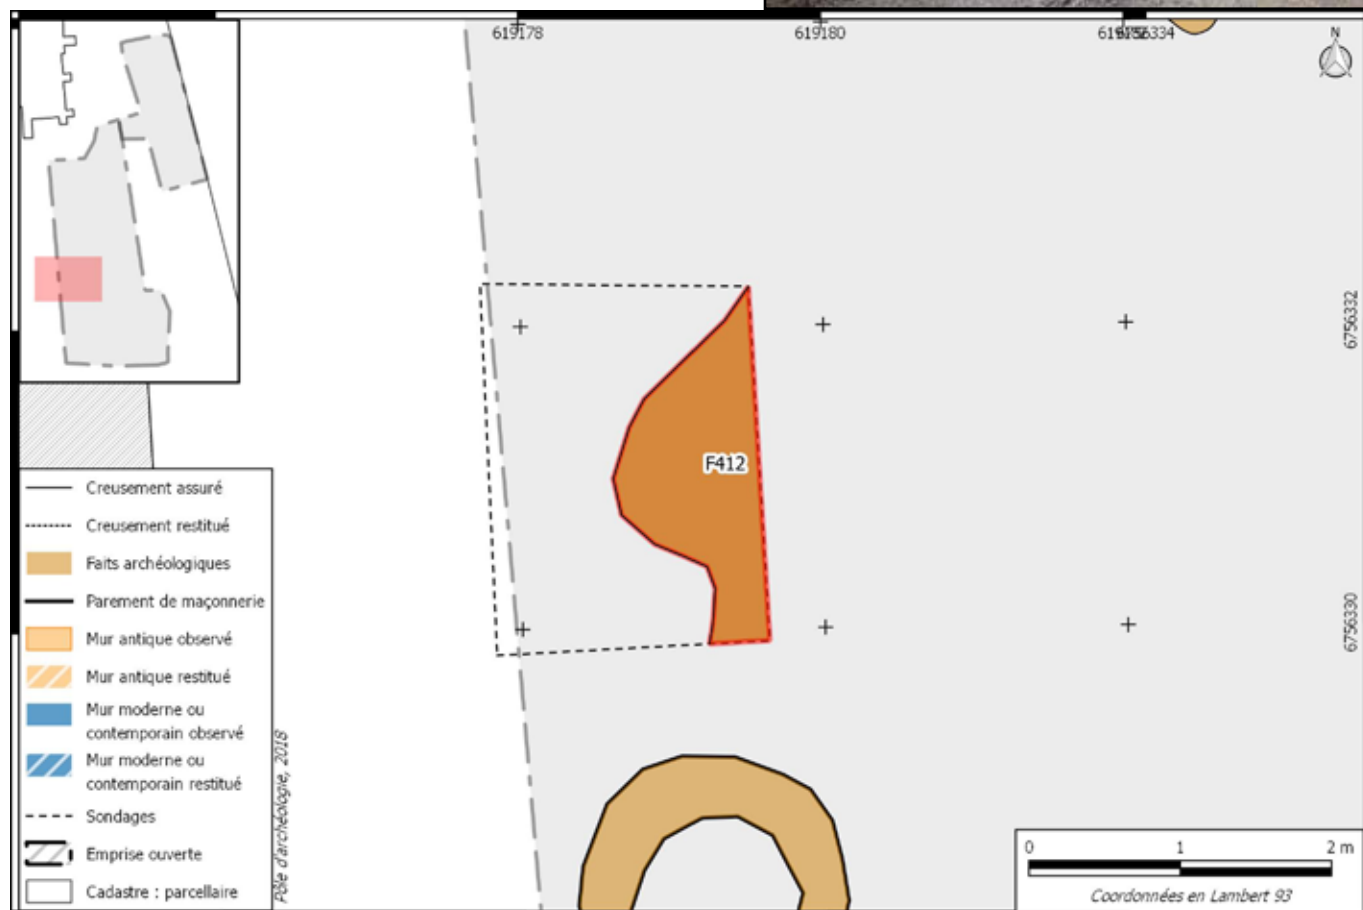 619178
619180
6756334
N
6756332
F412
6756330
Creusement assuré
Creusement restitué
Faits archéologiques
Parement de maçonnerie
Mur antique observé
Mur antique restitué
Mur moderne ou
contemporain observé
Mur moderne ou
contemporain restitué
Sondages
Emprise ouverte
Cadastre : parcellaire
Pôle d'archéologie, 2018
0 1 2 m
Coordonnées en Lambert 93